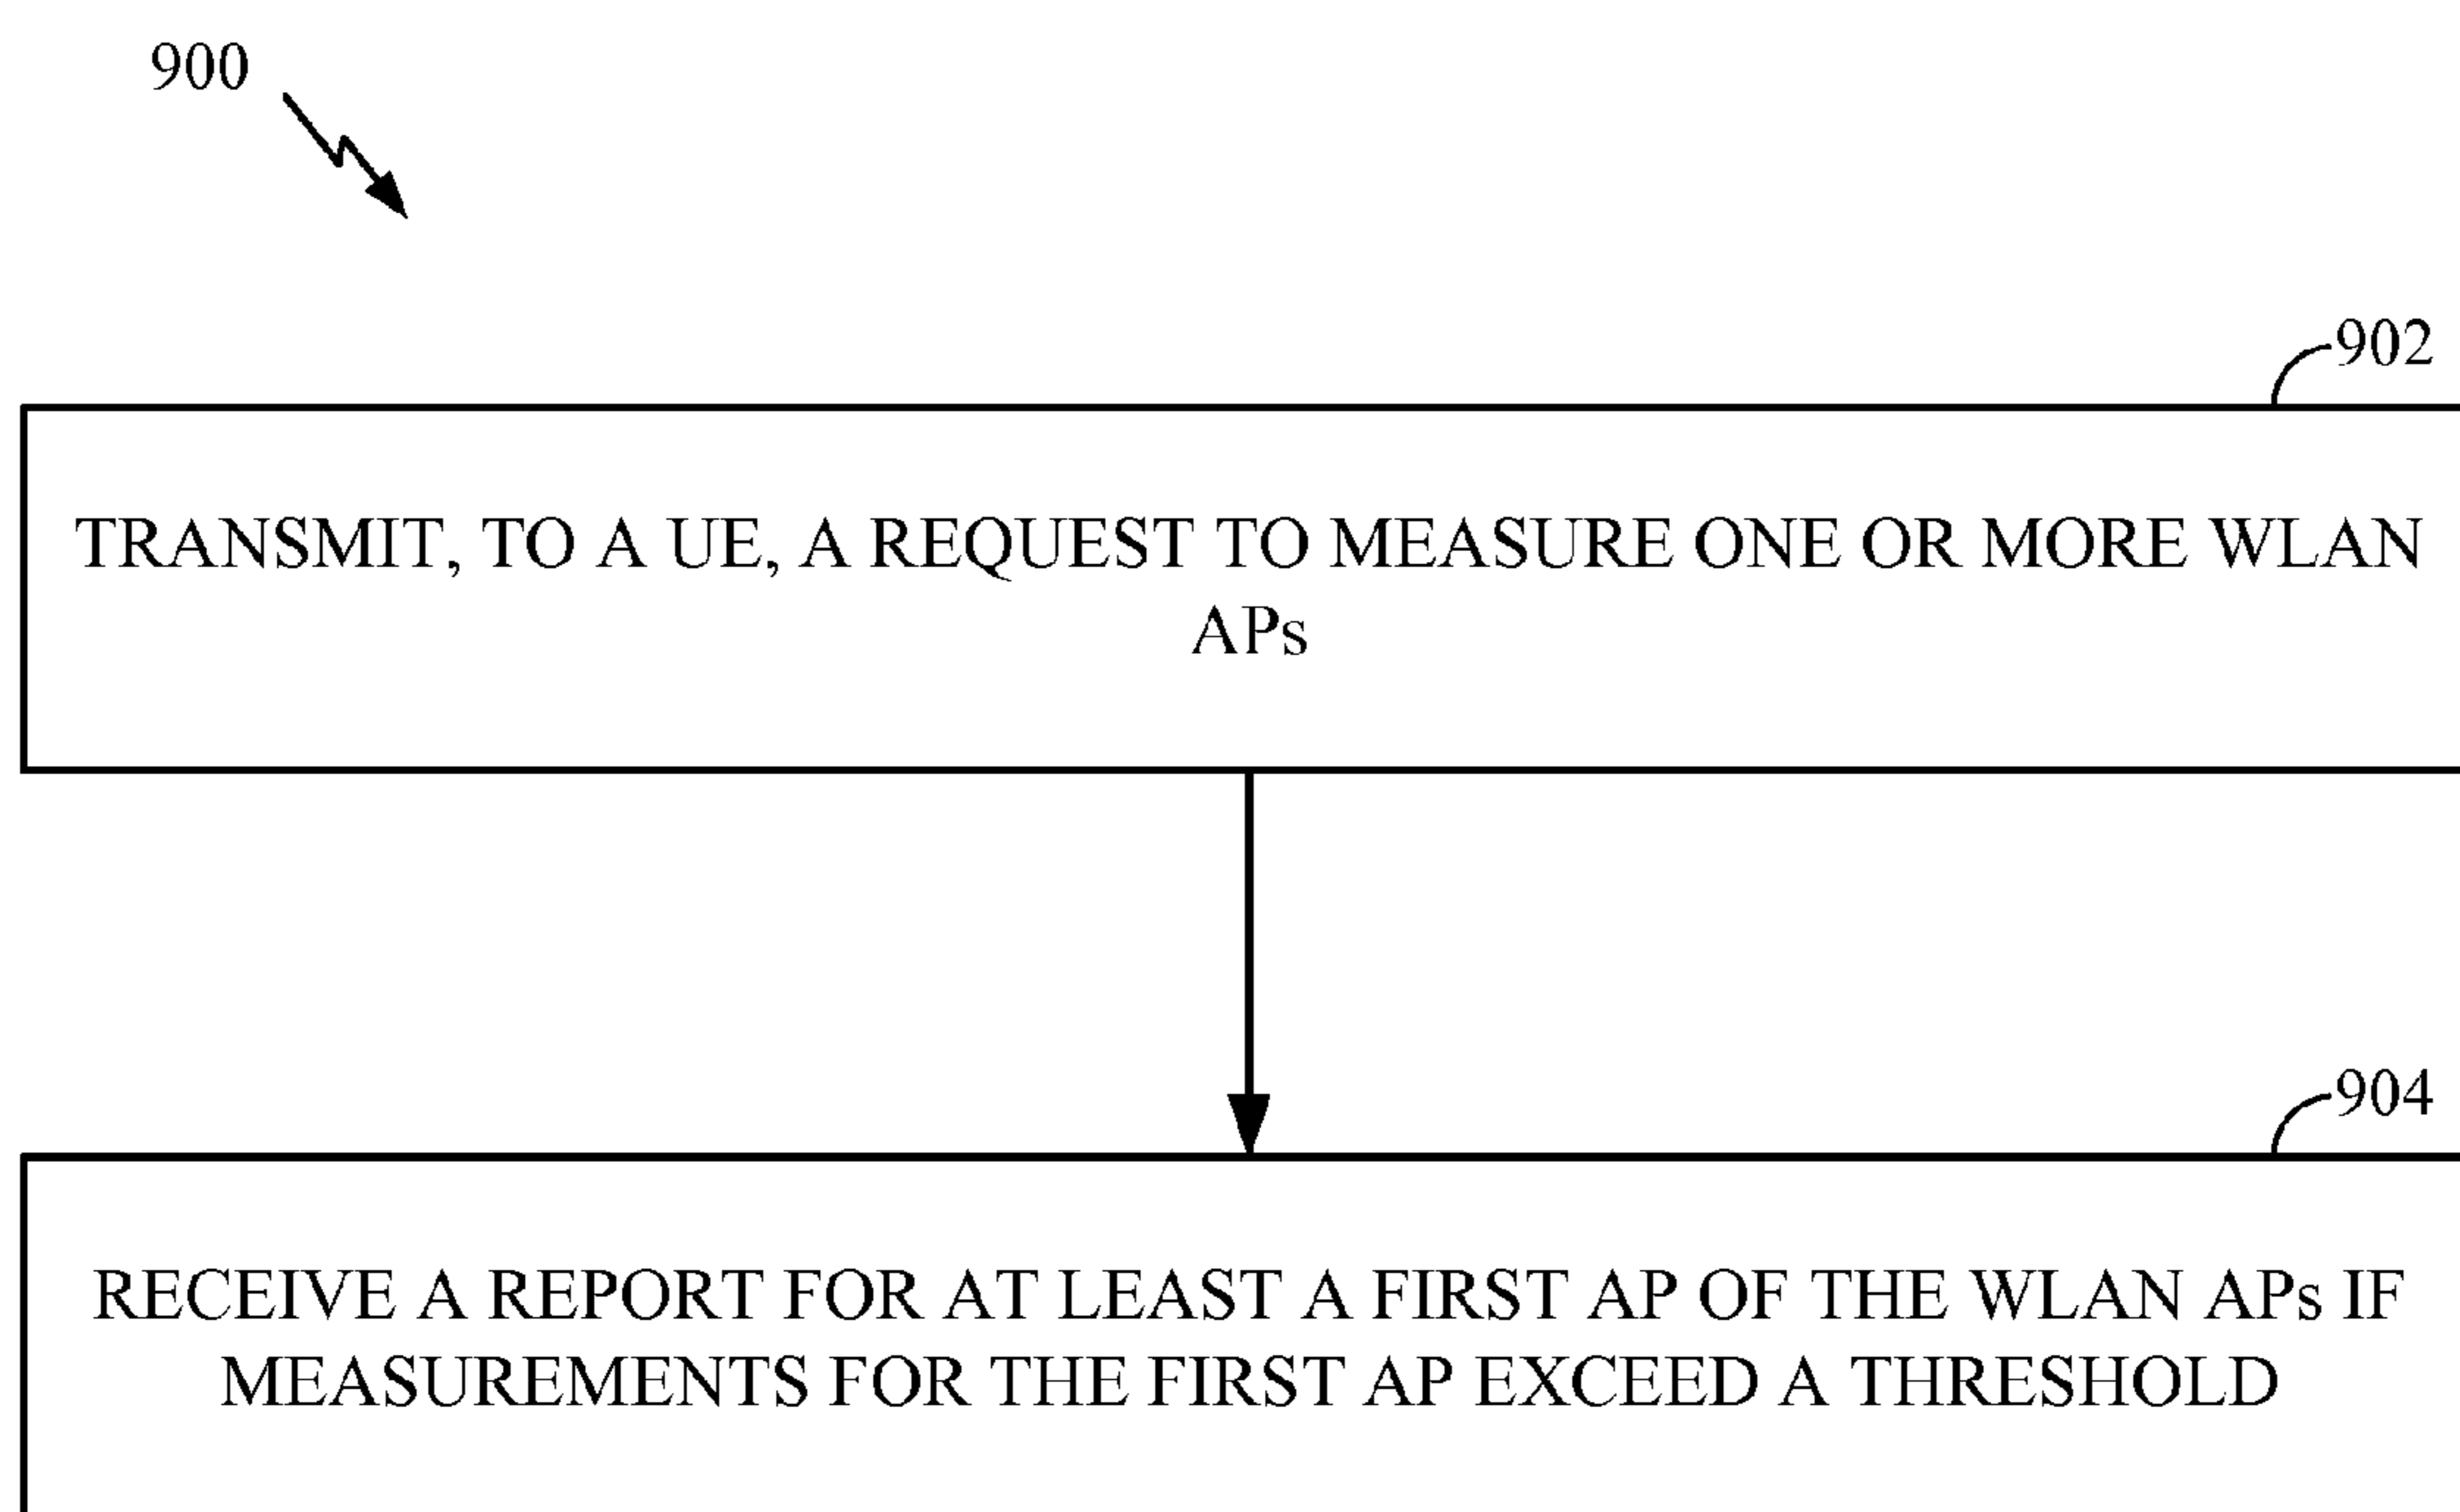 900
902
TRANSMIT, TO A UE, A REQUEST TO MEASURE ONE OR MORE WLAN
APs
904
RECEIVE A REPORT FOR AT LEAST A FIRST AP OF THE WLAN APs IF
MEASUREMENTS FOR THE FIRST AP EXCEED A THRESHOLD